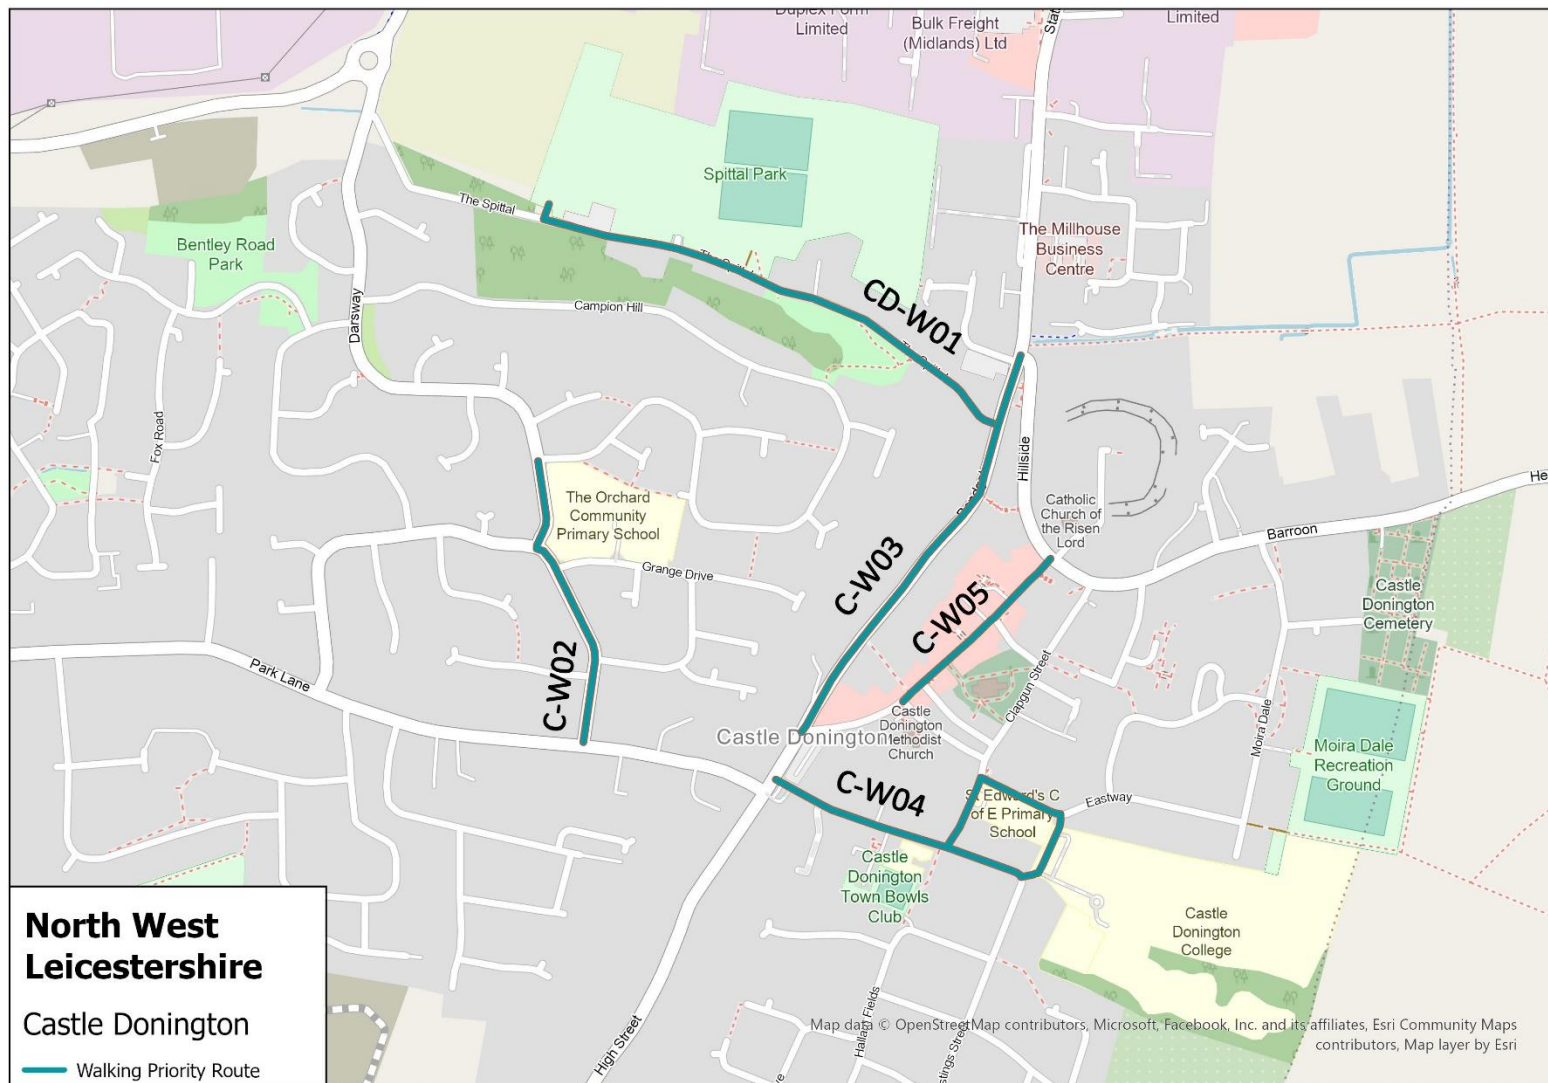 Duplex Form
Limited
Bulk Freight
(Midlands) Ltd
Limited
Spittal Park
The Spittal
Bentley Road
Park
The Millhouse
Business
Centre
Campion Hill
CD-W01
Darsway
Fox Road
Hillside
Catholic
Church of
the Risen
Lord
Barroon
The Orchard
Community
Primary School
Grange Drive
C-W03
C-W05
Castle
Donington
Cemetery
C-W02
Park Lane
Clapgun Street
Moira Dale
Castle
Donington
Methodist
Church
Castle Donington
Moira Dale
Recreation
Ground
C-W04
St Edward's C
of E Primary
School
Eastway
Castle
Donington
Town Bowls
Club
Castle
Donington
College
High Street
North West
Leicestershire
Castle Donington
Walking Priority Route
Map data © OpenStreetMap contributors, Microsoft, Facebook, Inc. and its affiliates, Esri Community Maps
contributors, Map layer by Esri